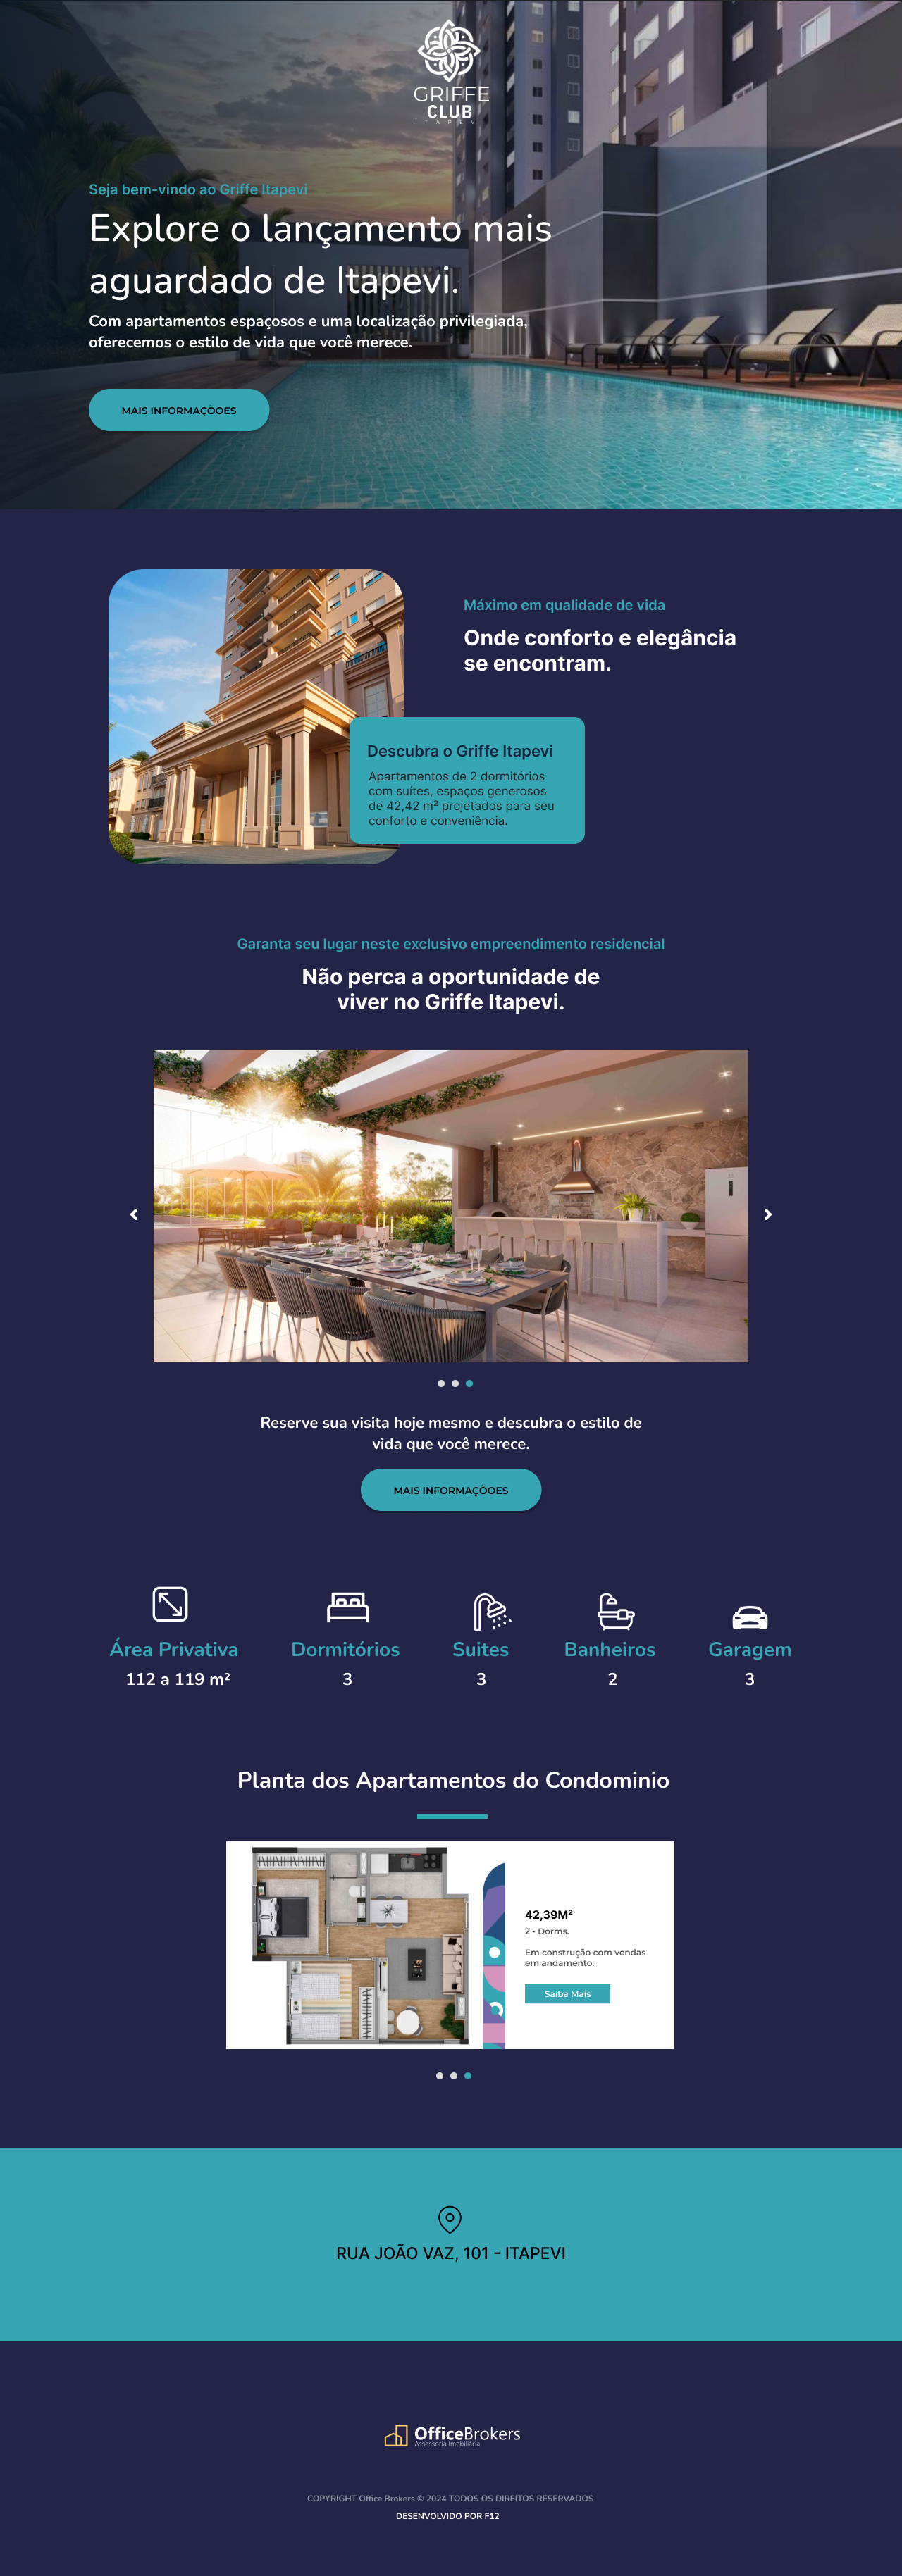 GRIFFE
CLUB
ITAPEVI
Seja bem-vindo ao Griffe Itapevi
Explore o lançamento mais
aguardado de Itapevi.
Com apartamentos espaçosos e uma localização privilegiada,
oferecemos o estilo de vida que você merece.
MAIS INFORMAÇÕOES
Máximo em qualidade de vida
Onde conforto e elegância
se encontram.
Descubra o Griffe Itapevi
Apartamentos de 2 dormitórios
com suítes, espaços generosos
de 42,42 m² projetados para seu
conforto e conveniência.
Garanta seu lugar neste exclusivo empreendimento residencial
Não perca a oportunidade de
viver no Griffe Itapevi.
Reserve sua visita hoje mesmo e descubra o estilo de
vida que você merece.
MAIS INFORMAÇÕOES
Área Privativa
112 a 119 m²
Dormitórios
3
Suites
3
Banheiros
2
Garagem
3
Planta dos Apartamentos do Condominio
42,39M²
2 - Dorms.
Em construção com vendas
em andamento.
Saiba Mais
RUA JOÃO VAZ, 101 - ITAPEVI
OfficeBrokers
Assessoria Imobiliária
COPYRIGHT Office Brokers © 2024 TODOS OS DIREITOS RESERVADOS
DESENVOLVIDO POR F12